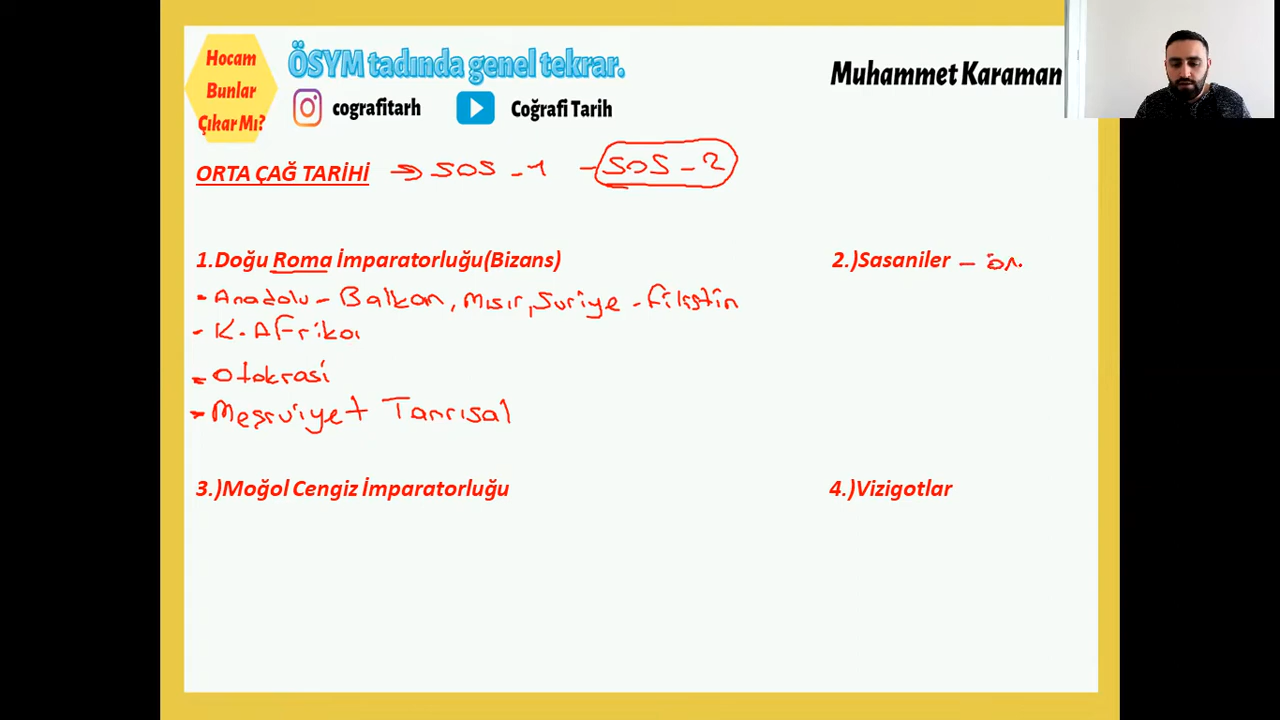 Hocam
Bunlar
Çıkar Mı?
ÖSYM tadında genel tekrar.
cografitarh
Coğrafi Tarih
Muhammet Karaman
ORTA ÇAĞ TARİHİ → SOS - 1 - SOS - 2
1.Doğu Roma İmparatorluğu(Bizans)
- Anadolu - Balkan, Mısır, Suriye - Filistin
- K. Afrika
- Otokrasi
- Meşruiyet Tanrısal
2.)Sasaniler - ön.
3.)Moğol Cengiz İmparatorluğu
4.)Vizigotlar